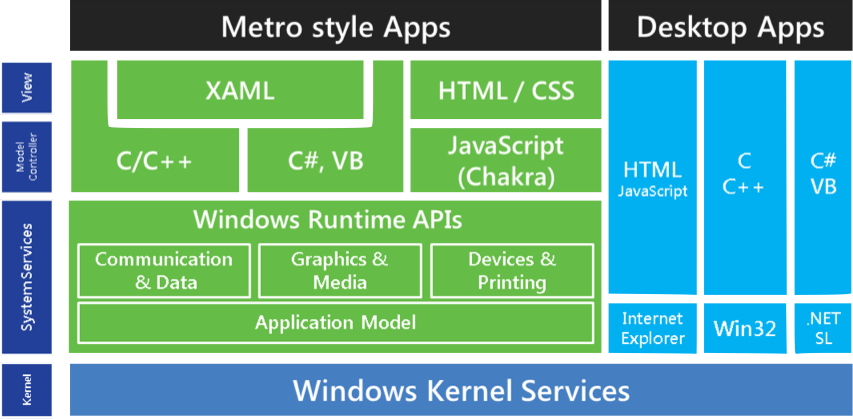 Metro style Apps
Desktop Apps
View
XAML
HTML / CSS
Model
Controller
C/C++
C#, VB
JavaScript
(Chakra)
HTML
JavaScript
C
C++
C#
VB
System Services
Windows Runtime APIs
Communication
& Data
Graphics &
Media
Devices &
Printing
Application Model
Internet
Explorer
Win32
.NET
SL
Kernel
Windows Kernel Services